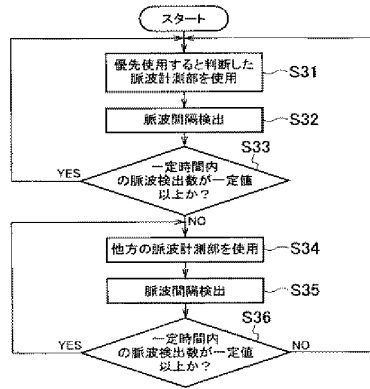 スタート
優先使用すると判断した
脈波計測部を使用
S31
脈波間隔検出
S32
S33
一定時間内
の脈波検出数が一定値
以上か?
YES
NO
他方の脈波計測部を使用
S34
脈波間隔検出
S35
S36
一定時間内
の脈波検出数が一定値
以上か?
YES
NO